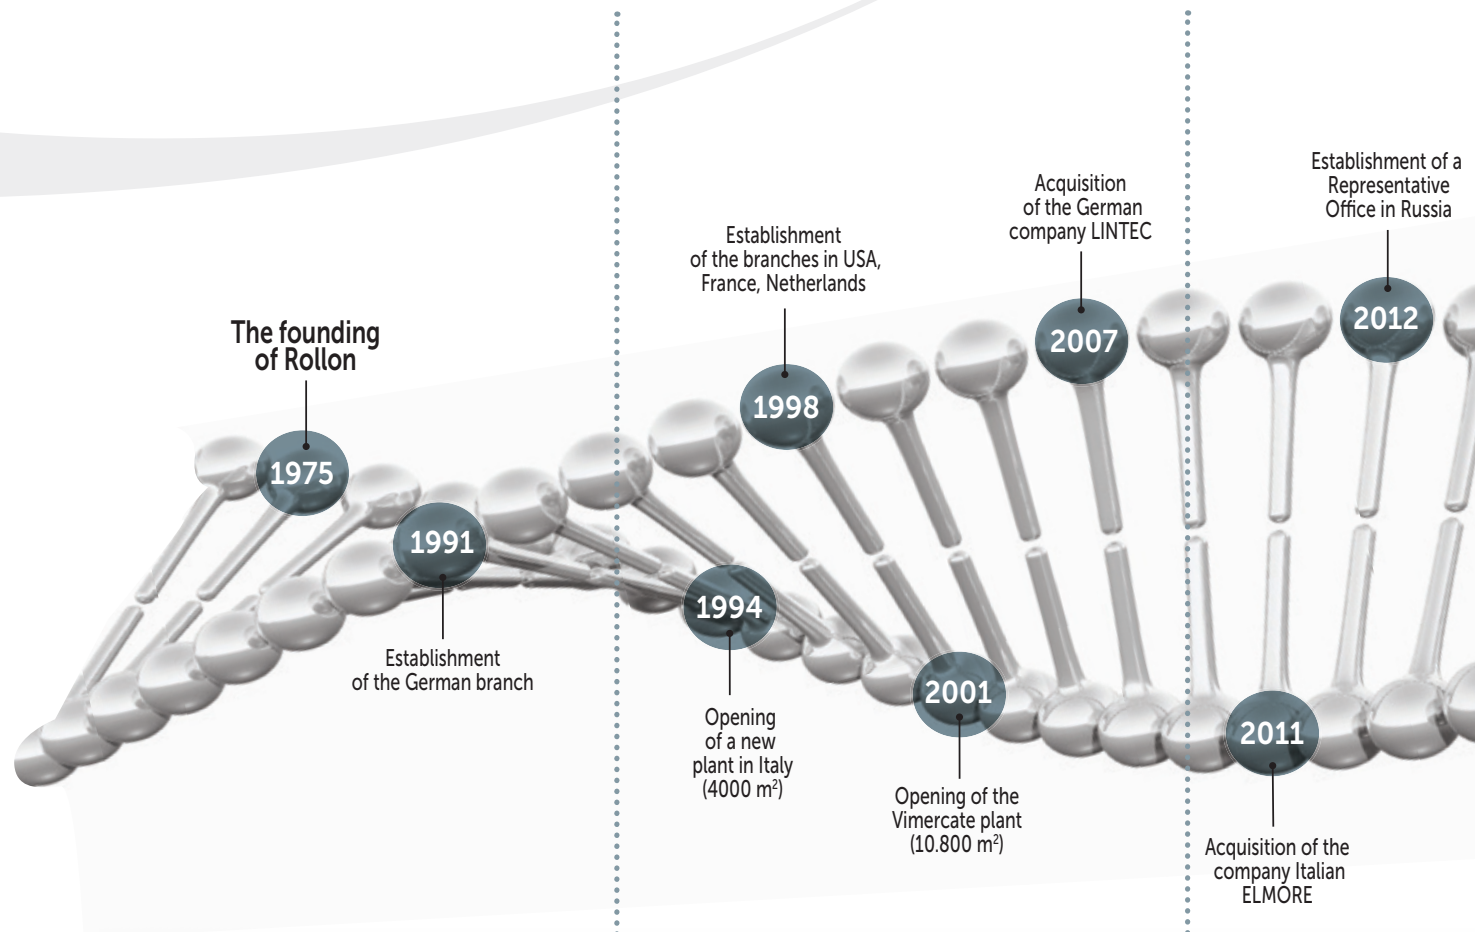 The founding
of Rollon
1975
1991
Establishment
of the German branch
1994
Opening
of a new
plant in Italy
(4000 m²)
Establishment
of the branches in USA,
France, Netherlands
1998
2001
Opening of the
Vimercate plant
(10.800 m²)
Acquisition
of the German
company LINTEC
2007
2011
Acquisition of the
company Italian
ELMORE
Establishment of a
Representative
Office in Russia
2012